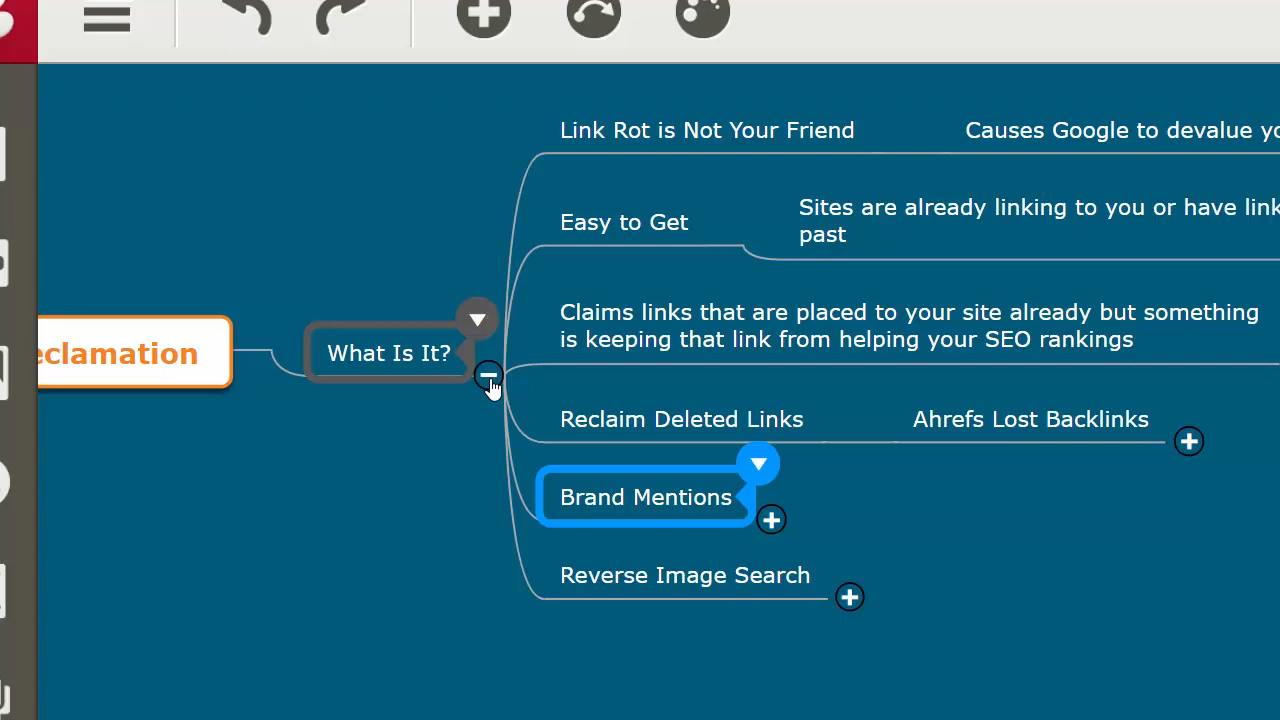 Link Rot is Not Your Friend
Causes Google to devalue
Easy to Get
Sites are already linking to you or have link
past
eclamation
What Is It?
Claims links that are placed to your site already but something
is keeping that link from helping your SEO rankings
Reclaim Deleted Links
Ahrefs Lost Backlinks
Brand Mentions
Reverse Image Search